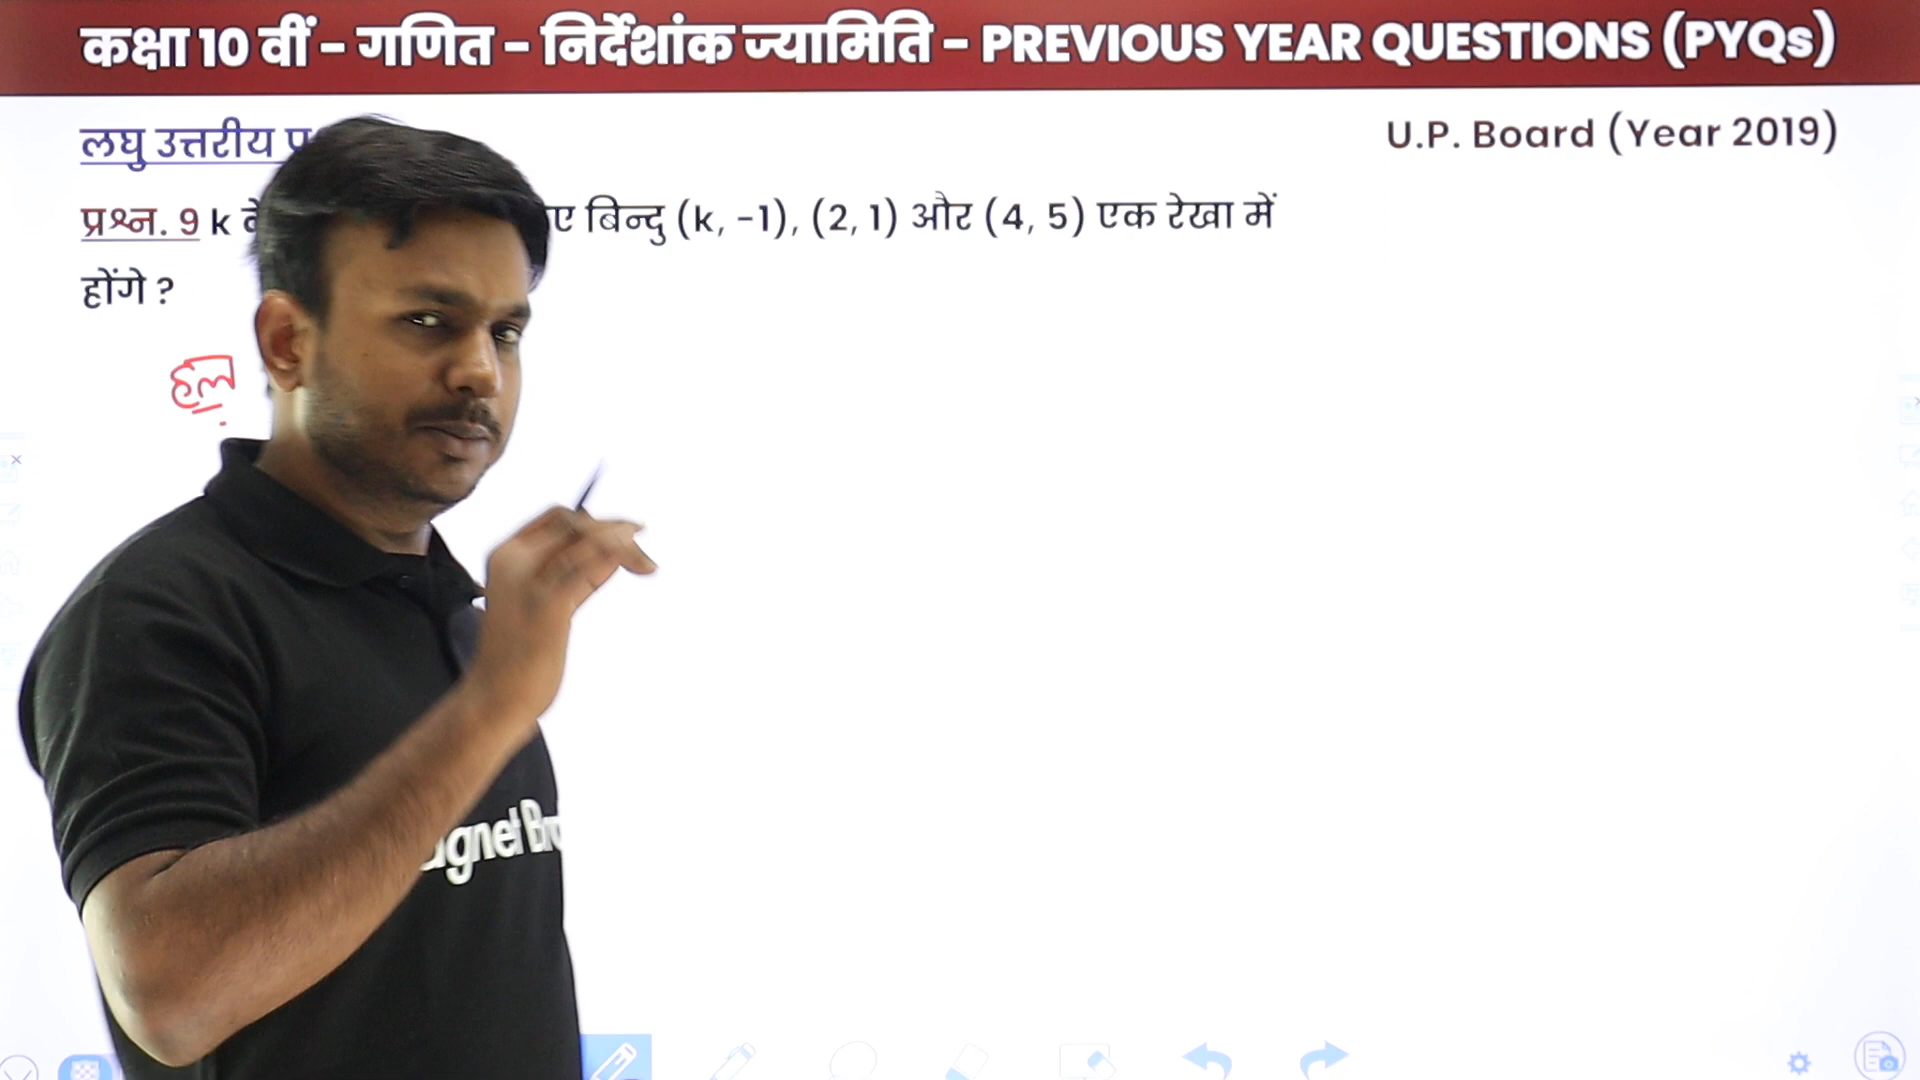 कक्षा 10 वीं - गणित - निर्देशांक ज्यामिति - PREVIOUS YEAR QUESTIONS (PYQs)
लघु उत्तरीय
U.P. Board (Year 2019)
प्रश्न. 9 k बिन्दु (k, -1), (2, 1) और (4, 5) एक रेखा में
होंगे ?
हल